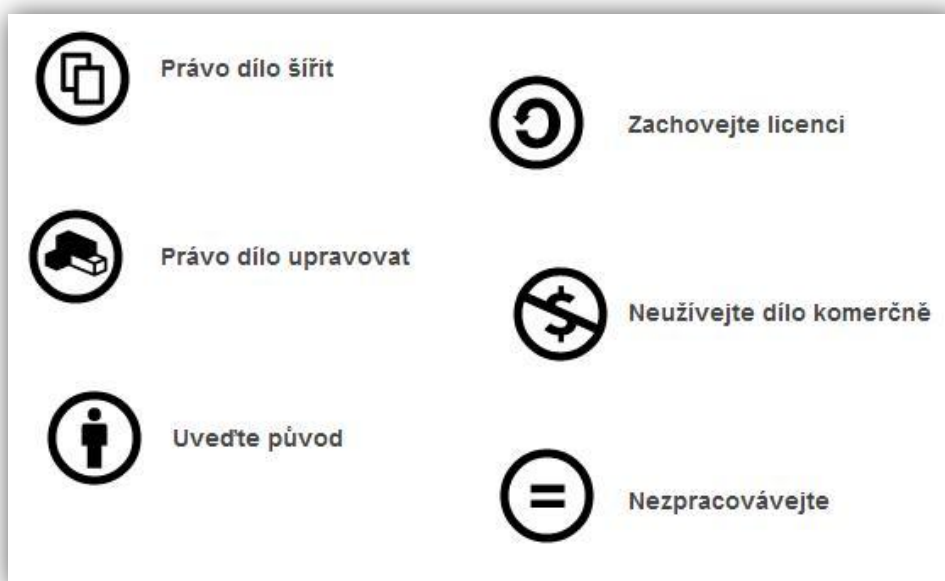 Právo dílo šířit
Zachovejte licenci
Právo dílo upravovat
Neužívejte dílo komerčně
Uveďte původ
Nezpracovávejte